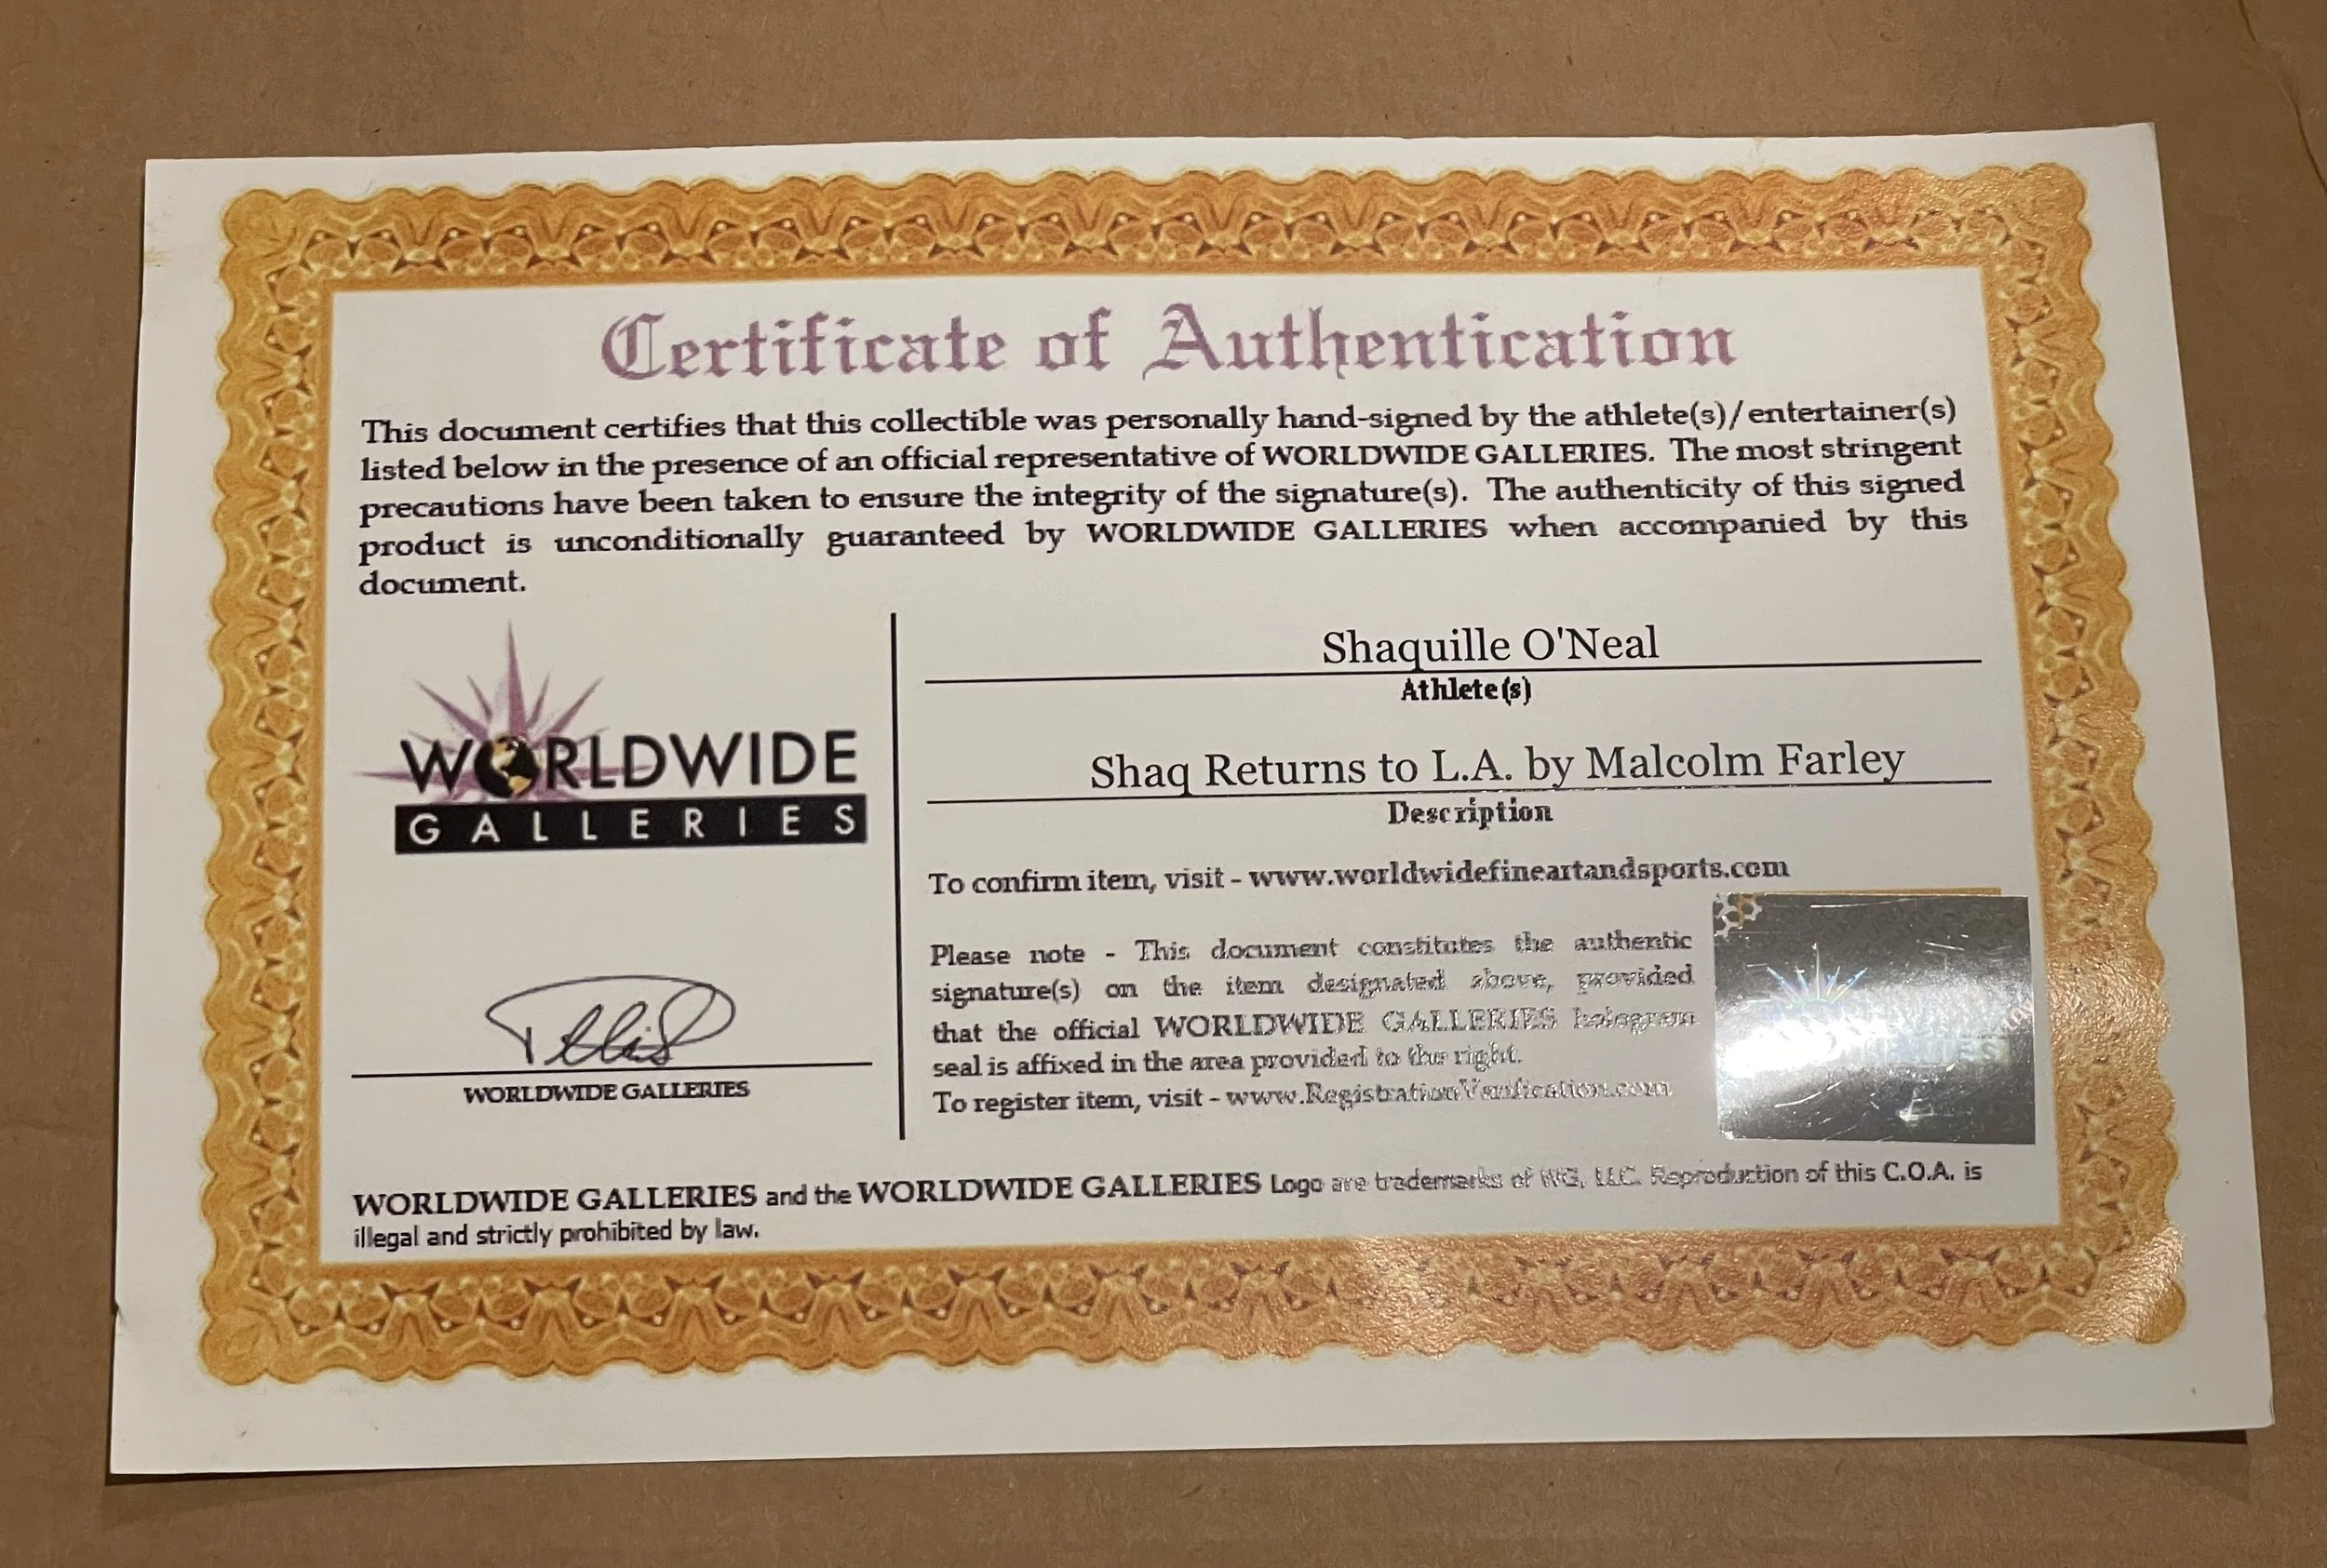 Certificate of Authentication
This document certifies that this collectible was personally hand-signed by the athlete(s)/entertainer(s)
listed below in the presence of an official representative of WORLDWIDE GALLERIES. The most stringent
precautions have been taken to ensure the integrity of the signature(s). The authenticity of this signed
product is unconditionally guaranteed by WORLDWIDE GALLERIES when accompanied by this
document.
WORLDWIDE
GALLERIES
WORLDWIDE GALLERIES
Shaquille O'Neal
Athlete(s)
Shaq Returns to L.A. by Malcolm Farley
Description
To confirm item, visit - www.worldwidefineartandsports.com
Please note - This document constitutes the authentic
signature(s) on the item designated above, provided
that the official WORLDWIDE GALLERIES hologram
seal is affixed in the area provided to the right.
To register item, visit - www.RegistrationVerification.com
WORLDWIDE GALLERIES and the WORLDWIDE GALLERIES Logo are trademarks of WG, LLC. Reproduction of this C.O.A. is
illegal and strictly prohibited by law.